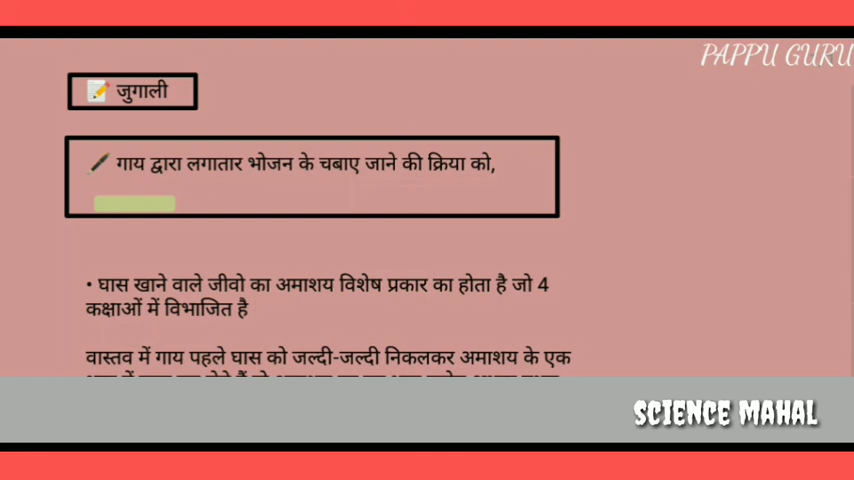 PAPPU GURU
📝 जुगाली
🖋️ गाय द्वारा लगातार भोजन के चबाए जाने की क्रिया को,
• घास खाने वाले जीवो का अमाशय विशेष प्रकार का होता है जो 4
कक्षाओं में विभाजित है
वास्तव में गाय पहले घास को जल्दी-जल्दी निकलकर अमाशय के एक
SCIENCE MAHAL